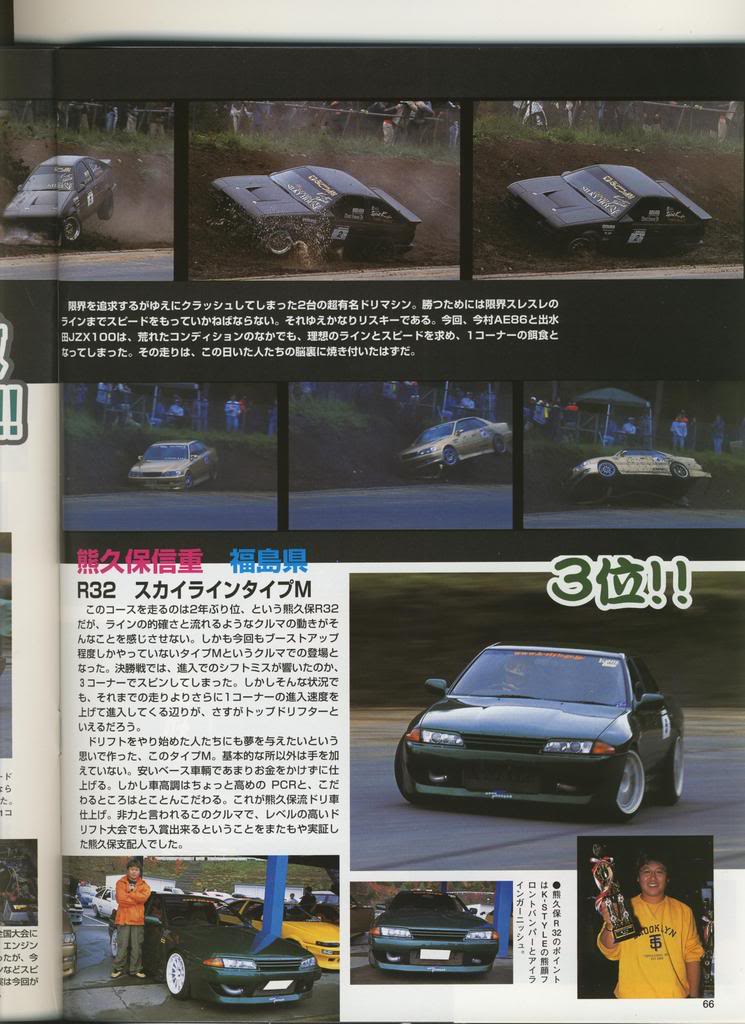 限界を追求するがゆえにクラッシュしてしまった2台の超有名ドリマシン。勝つためには限界スレスレの
ラインまでスピードをもっていかねばならない。それゆえかなりリスキーである。今回、今村AE86と出水
田JZX100は、荒れたコンディションのなかでも、理想のラインとスピードを求め、1コーナーの餌食と
なってしまった。その走りは、この日いた人たちの脳裏に焼き付いたはずだ。
!!
熊久保信重　福島県
R32　スカイラインタイプM
3位!!
このコースを走るのは2年ぶり位、という熊久保R32
だが、ラインの的確さと流れるようなクルマの動きがそ
んなことを感じさせない。しかも今回もブーストアップ
程度しかやっていないタイプMというクルマでの登場と
なった。決勝戦では、進入でのシフトミスが響いたのか、
3コーナーでスピンしてしまった。しかしそんな状況で
も、それまでの走りよりさらに1コーナーの進入速度を
上げて進入してくる辺りが、さすがトップドリフターと
いえるだろう。
ドリフトをやり始めた人たちにも夢を与えたいという
思いで作った、このタイプM。基本的な所以外は手を加
えていない。安いベース車輌であまりお金をかけずに仕
上げる。しかし車高調はちょっと高めの PCRと、こだ
わるところはとことんこだわる。これが熊久保流ドリ車
仕上げ。非力と言われるこのクルマで、レベルの高いド
リフト大会でも入賞出来るということをまたもや実証し
た熊久保支配人でした。
●熊久保R32のポイント
はK-STYLEの熊顔フ
ロントバンパーとアイラ
インガーニッシュ。
BROOKLYN
全国大会に
エンジン
ったが、今
ンなどスピ
実は今回が
66